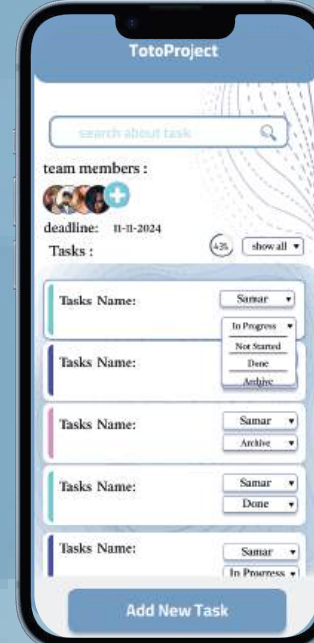 TotoProject
search about task
team members :
deadline: 11-11-2024
Tasks :
43%
show all
Tasks Name:
Samar
In Progress
Not Started
Done
Archive
Tasks Name:
Tasks Name:
Samar
Archive
Tasks Name:
Samar
Done
Tasks Name:
Samar
In Progress
Add New Task